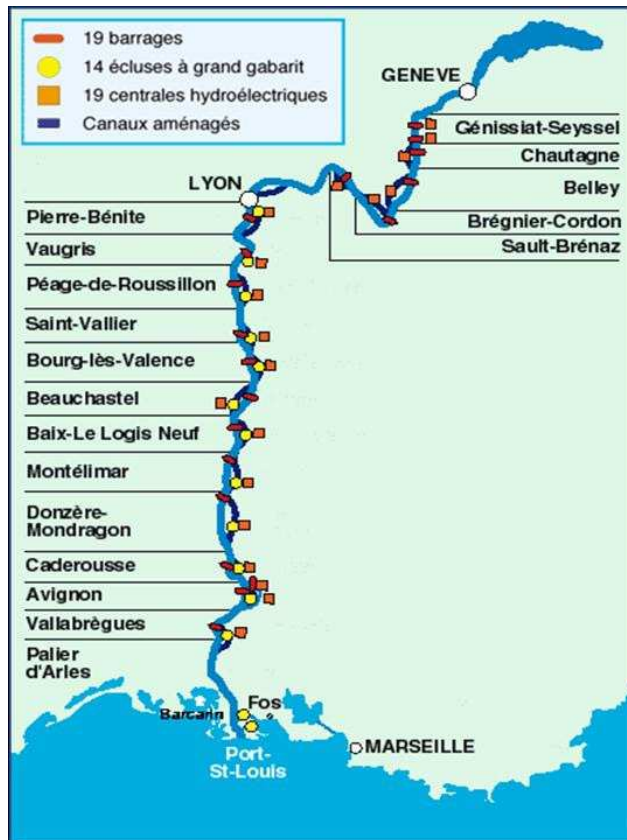 19 barrages
14 écluses à grand gabarit
19 centrales hydroélectriques
Canaux aménagés
GENEVE
Génissiat-Seyssel
Chautagne
Belley
Brégnier-Cordon
Sault-Brénaz
LYON
Pierre-Bénite
Vaugris
Péage-de-Roussillon
Saint-Vallier
Bourg-lès-Valence
Beauchastel
Baix-Le Logis Neuf
Montélimar
Donzère-
Mondragon
Caderousse
Avignon
Vallabrègues
Palier
d'Arles
Barcarin
Fos
Port-
St-Louis
MARSEILLE